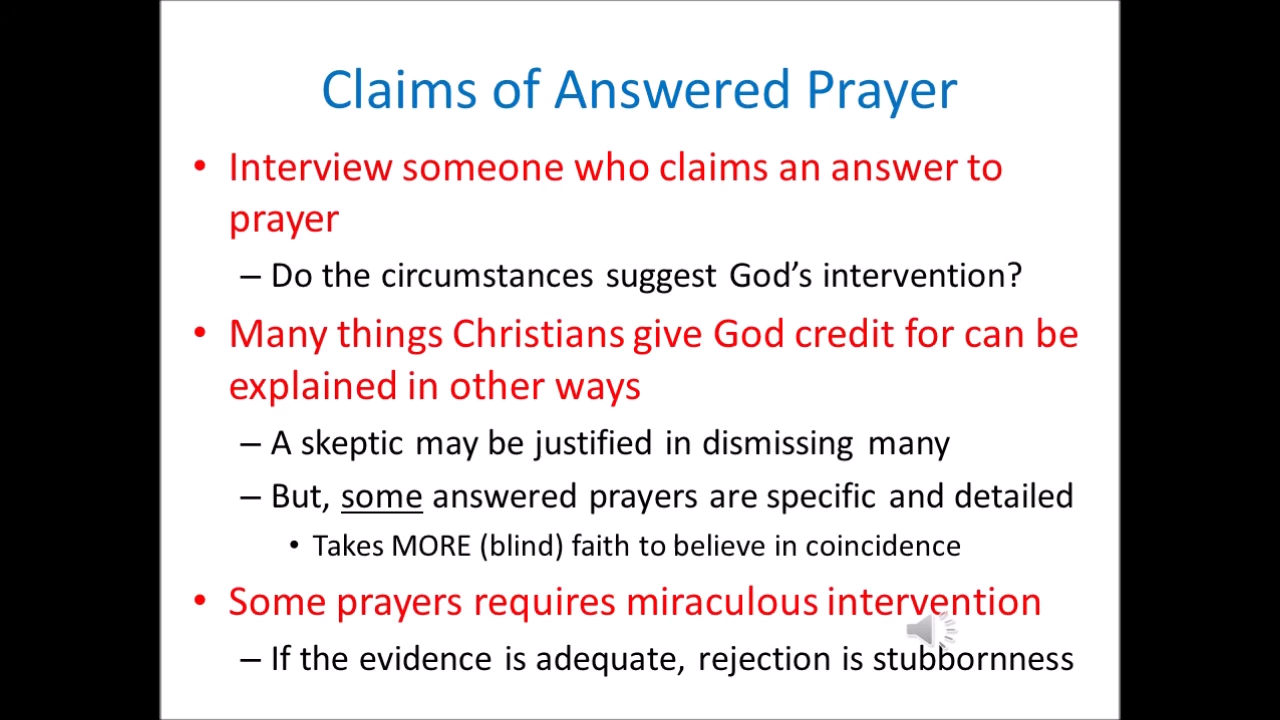 Claims of Answered Prayer
• Interview someone who claims an answer to
prayer
– Do the circumstances suggest God’s intervention?
• Many things Christians give God credit for can be
explained in other ways
– A skeptic may be justified in dismissing many
– But, some answered prayers are specific and detailed
• Takes MORE (blind) faith to believe in coincidence
• Some prayers requires miraculous intervention
– If the evidence is adequate, rejection is stubbornness